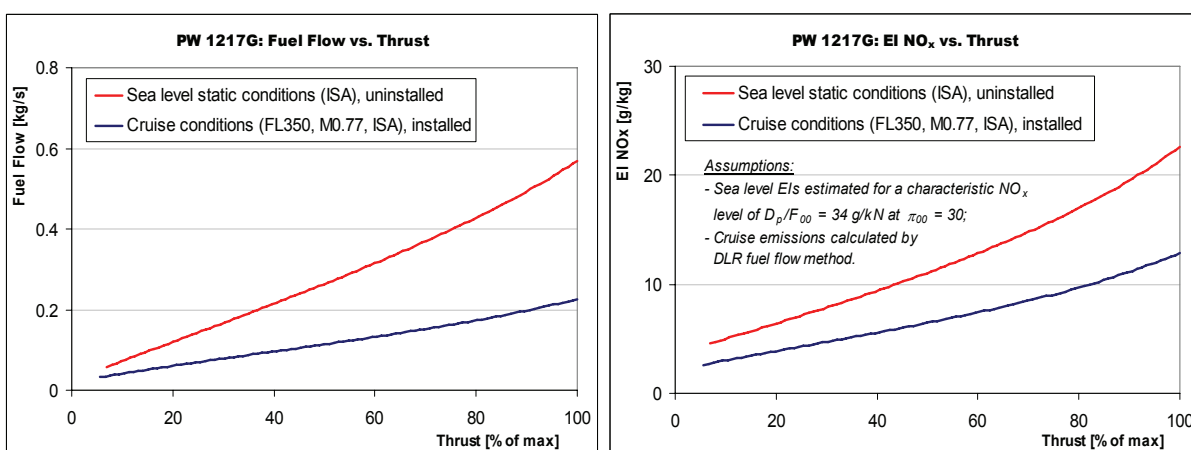 PW 1217G: Fuel Flow vs. Thrust
Fuel Flow [kg/s]
0.8
0.6
0.4
0.2
0
Sea level static conditions (ISA), uninstalled
Cruise conditions (FL350, M0.77, ISA), installed
0 20 40 60 80 100
Thrust [% of max]
PW 1217G: EI NOx vs. Thrust
EI NOx [g/kg]
30
20
10
0
Sea level static conditions (ISA), uninstalled
Cruise conditions (FL350, M0.77, ISA), installed
Assumptions:
- Sea level EIs estimated for a characteristic NOx
level of Dp/F00 = 34 g/kN at π00 = 30;
- Cruise emissions calculated by
DLR fuel flow method.
0 20 40 60 80 100
Thrust [% of max]